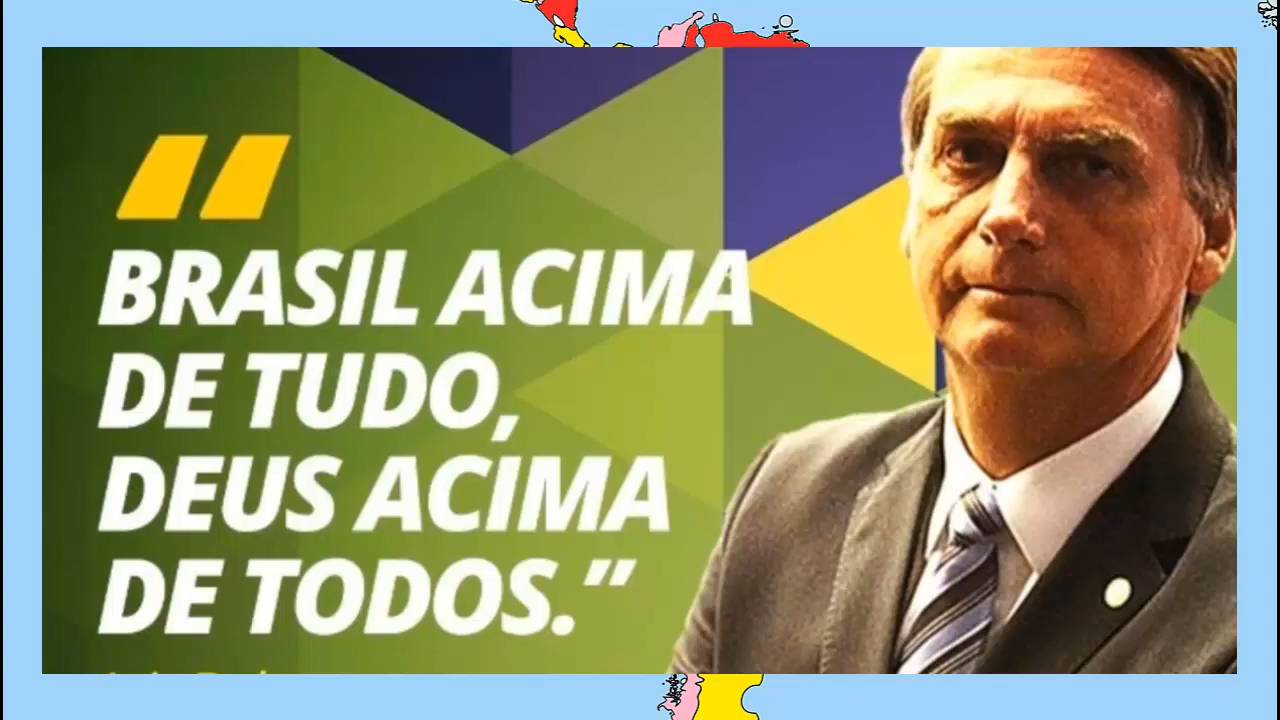 “
BRASIL ACIMA
DE TUDO,
DEUS ACIMA
DE TODOS.”